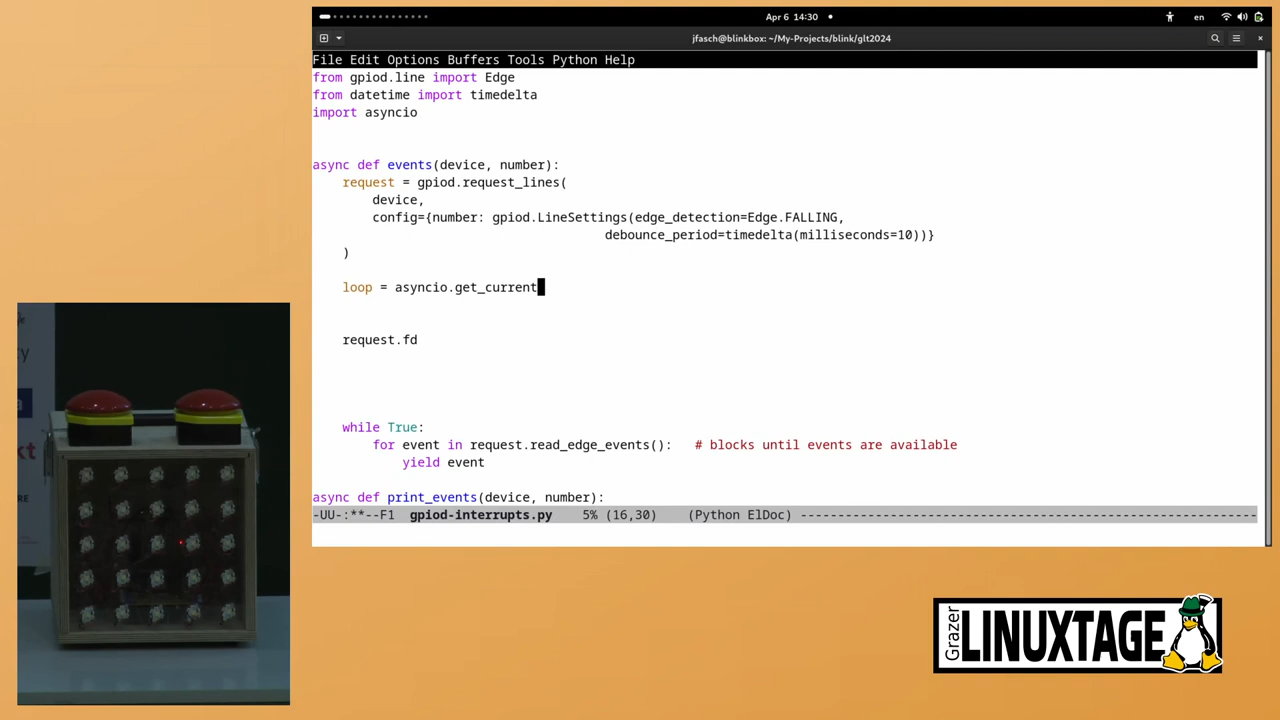 Apr 6 14:30
en
jfasch@blinkbox: ~/My-Projects/blink/glt2024
File Edit Options Buffers Tools Python Help
from gpiod.line import Edge
from datetime import timedelta
import asyncio
async def events(device, number):
    request = gpiod.request_lines(
        device,
        config={number: gpiod.LineSettings(edge_detection=Edge.FALLING,
                                       debounce_period=timedelta(milliseconds=10))}
    )
    loop = asyncio.get_current
    request.fd
    while True:
        for event in request.read_edge_events():   # blocks until events are available
            yield event
async def print_events(device, number):
-UU-:**--F1  gpiod-interrupts.py    5% (16,30)    (Python ElDoc) -------------------------------------------------------------
Grazer
LINUXTAGE